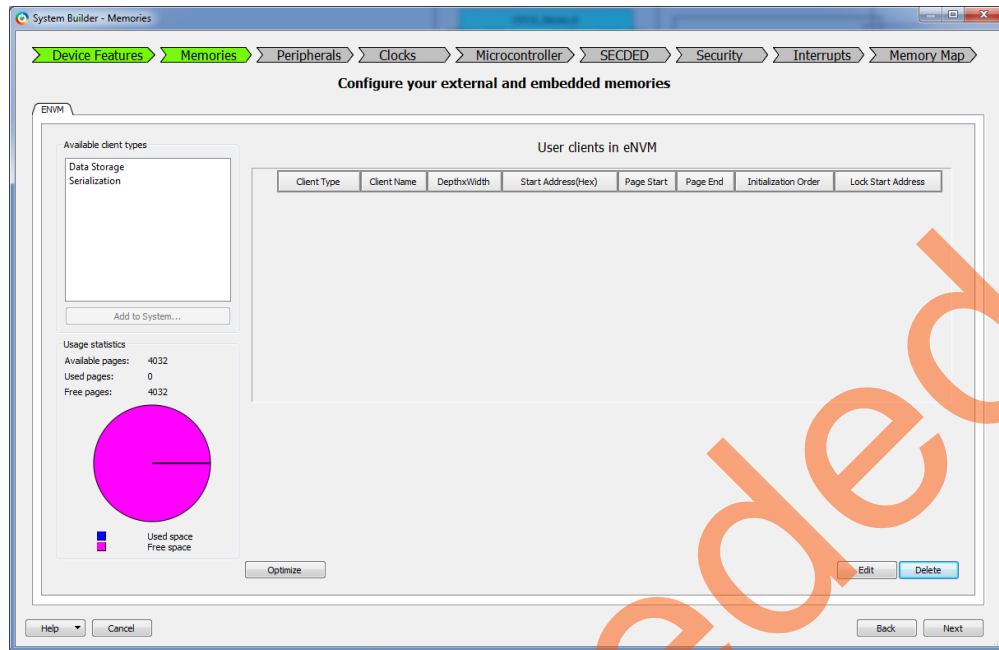 System Builder - Memories
Device Features Memories Peripherals Clocks Microcontroller SECDED Security Interrupts Memory Map
Configure your external and embedded memories
ENVM
Available client types
User clients in eNVM
Data Storage
Serialization
Client Type Client Name DepthxWidth Start Address(Hex) Page Start Page End Initialization Order Lock Start Address
Add to System...
Usage statistics
Available pages: 4032
Used pages: 0
Free pages: 4032
Used space
Free space
Optimize Edit Delete
Help Cancel Back Next
ded